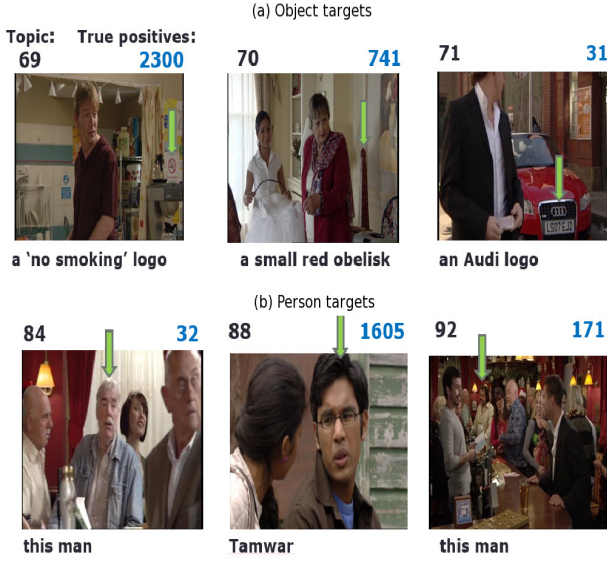 (a) Object targets
Topic: True positives:
69 2300 70 741 71 31
LS07EJZ
a 'no smoking' logo a small red obelisk an Audi logo
(b) Person targets
84 32 88 1605 92 171
this man Tamwar this man